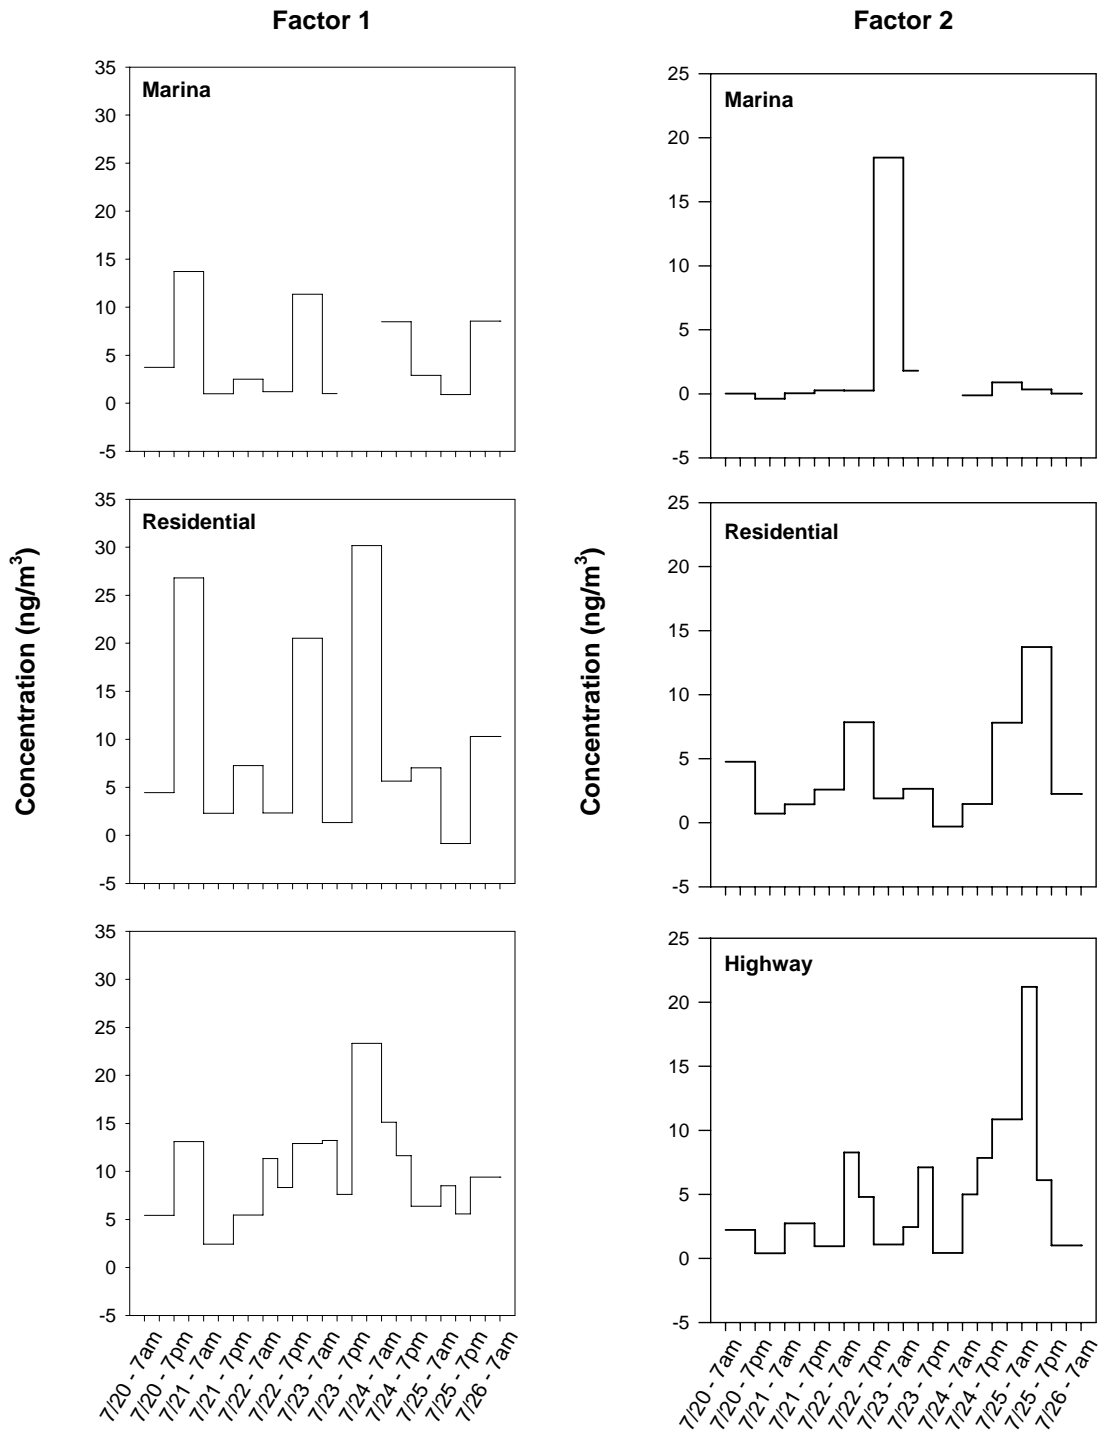 Factor 1
Factor 2
Concentration (ng/m³)
35
30
25
20
15
10
5
0
-5
Marina
35
30
25
20
15
10
5
0
-5
Residential
35
30
25
20
15
10
5
0
-5
7/20 - 7am
7/20 - 7pm
7/21 - 7am
7/21 - 7pm
7/22 - 7am
7/22 - 7pm
7/23 - 7am
7/23 - 7pm
7/24 - 7am
7/24 - 7pm
7/25 - 7am
7/25 - 7pm
7/26 - 7am
Concentration (ng/m³)
25
20
15
10
5
0
-5
Marina
25
20
15
10
5
0
-5
Residential
25
20
15
10
5
0
-5
Highway
7/20 - 7am
7/20 - 7pm
7/21 - 7am
7/21 - 7pm
7/22 - 7am
7/22 - 7pm
7/23 - 7am
7/23 - 7pm
7/24 - 7am
7/24 - 7pm
7/25 - 7am
7/25 - 7pm
7/26 - 7am